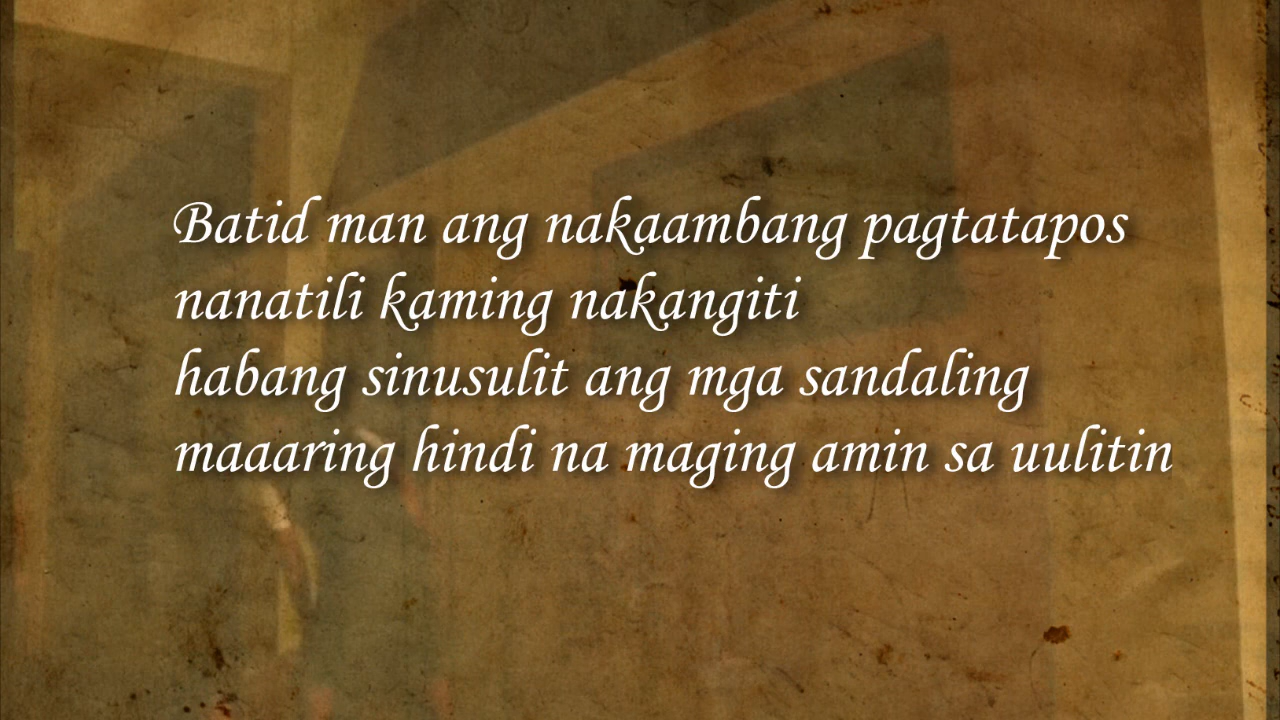 Batid man ang nakaambang pagtatapos
nanatili kaming nakangiti
habang sinusulit ang mga sandaling
maaaring hindi na maging amin sa uulitin